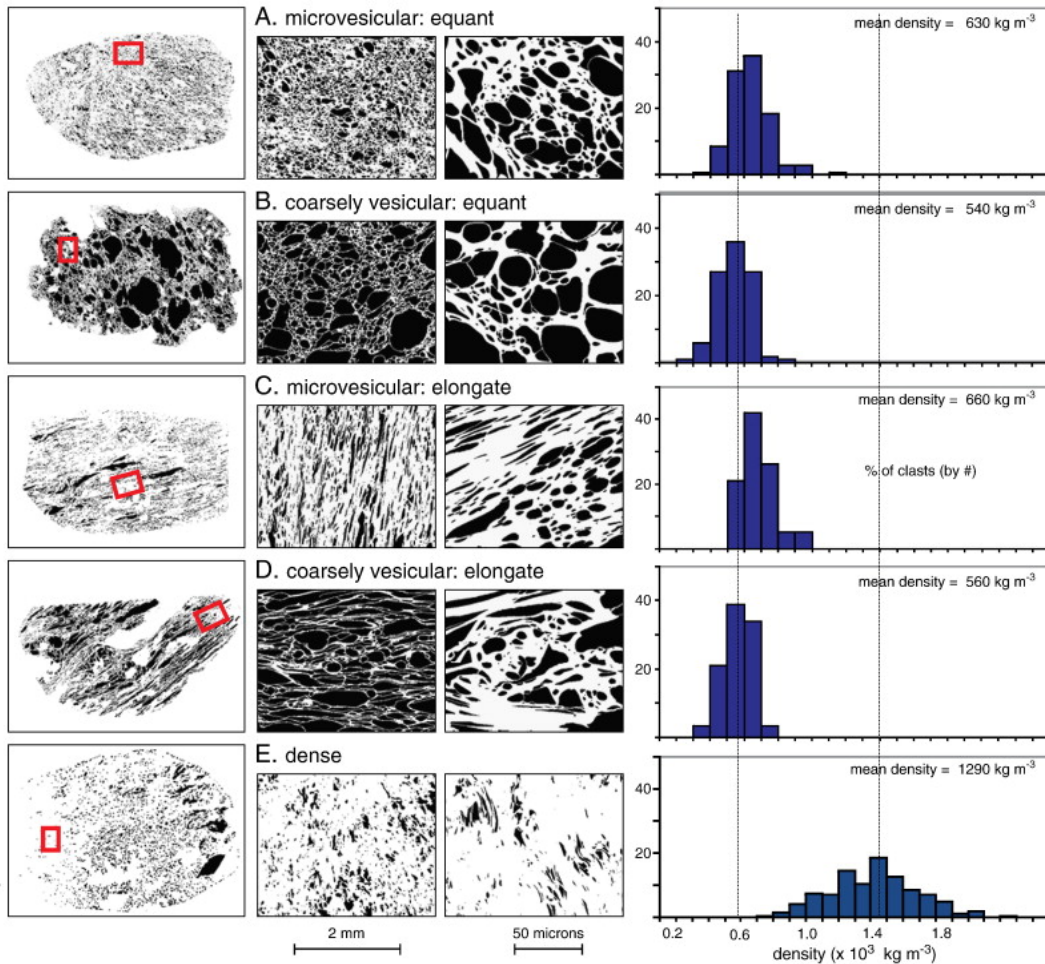 A. microvesicular: equant
mean density = 630 kg m-3
40
20
B. coarsely vesicular: equant
mean density = 540 kg m-3
40
20
C. microvesicular: elongate
mean density = 660 kg m-3
40
% of clasts (by #)
20
D. coarsely vesicular: elongate
mean density = 560 kg m-3
40
20
E. dense
mean density = 1290 kg m-3
40
20
0.2 0.6 1.0 1.4 1.8
2 mm
50 microns
density (x 10³ kg m-3)